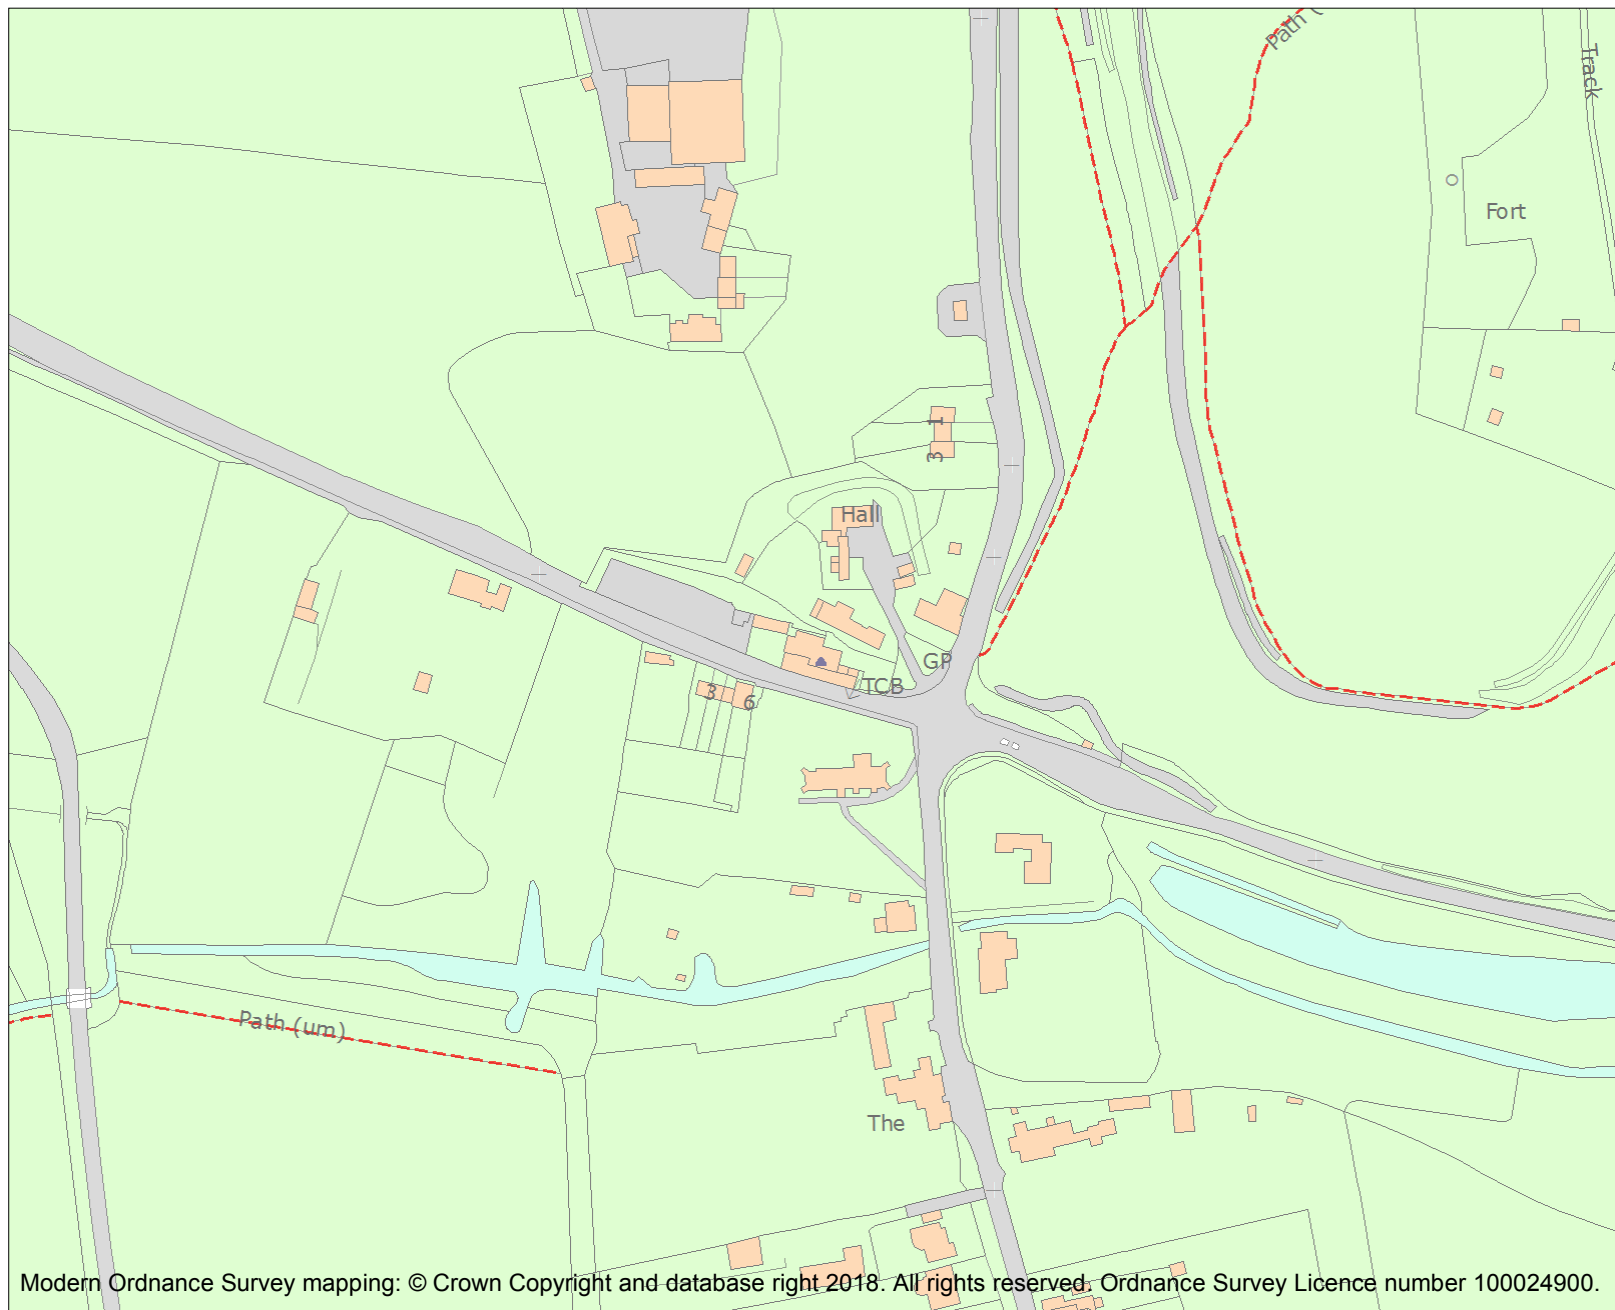 Path (
Track
Fort
1
3
Hall
GP
TCB
3
6
Path (um)
The
Modern Ordnance Survey mapping: © Crown Copyright and database right 2018. All rights reserved. Ordnance Survey Licence number 100024900.